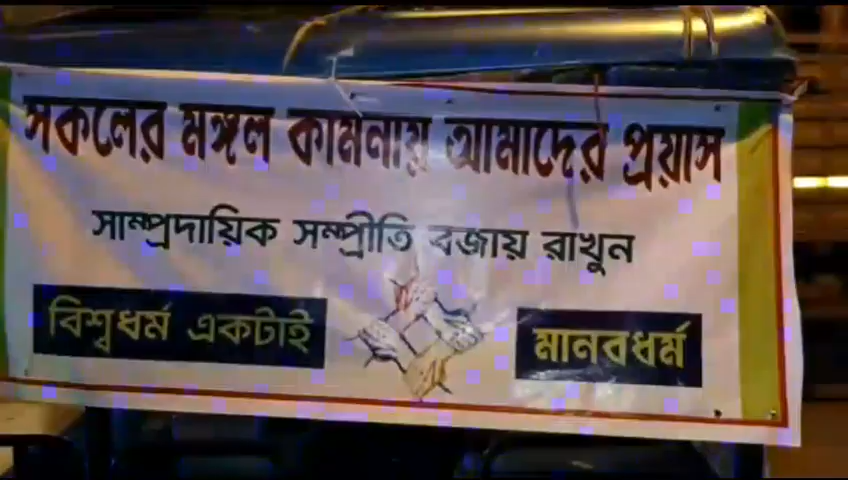 সকলের মঙ্গল কামনায় আমাদের প্রয়াস
সাম্প্রদায়িক সম্প্রীতি বজায় রাখুন
বিশ্বধর্ম একটাই
মানবধর্ম